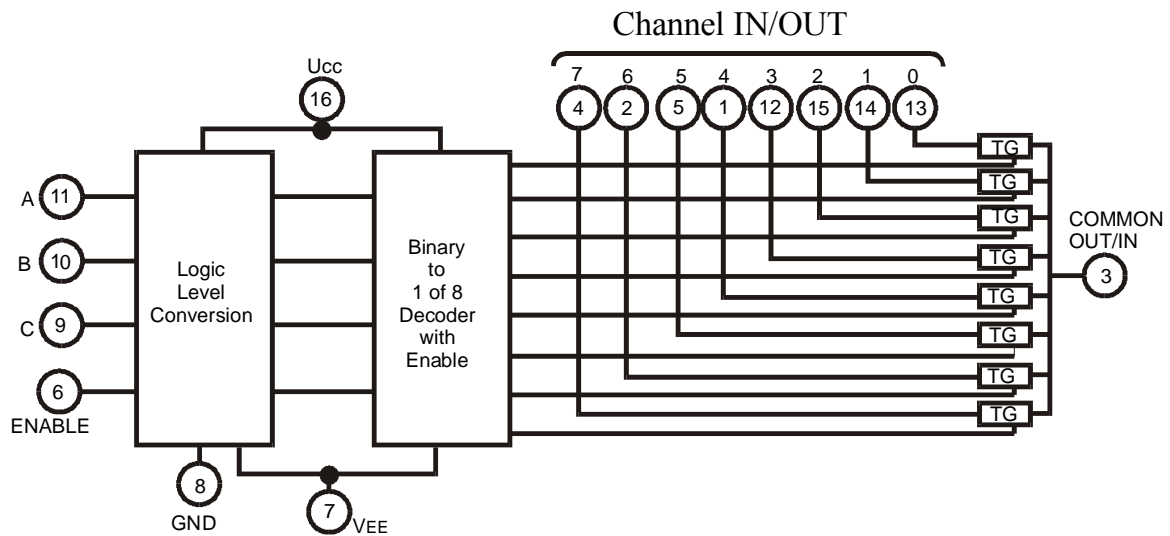 Channel IN/OUT
Ucc
7 6 5 4 3 2 1 0
16
4 2 5 1 12 15 14 13
TG
TG
A 11
TG
COMMON
OUT/IN
B 10
Logic
Level
Conversion
Binary
to
1 of 8
Decoder
with
Enable
TG
3
TG
C 9
TG
TG
6
ENABLE
TG
8
GND
7
VEE